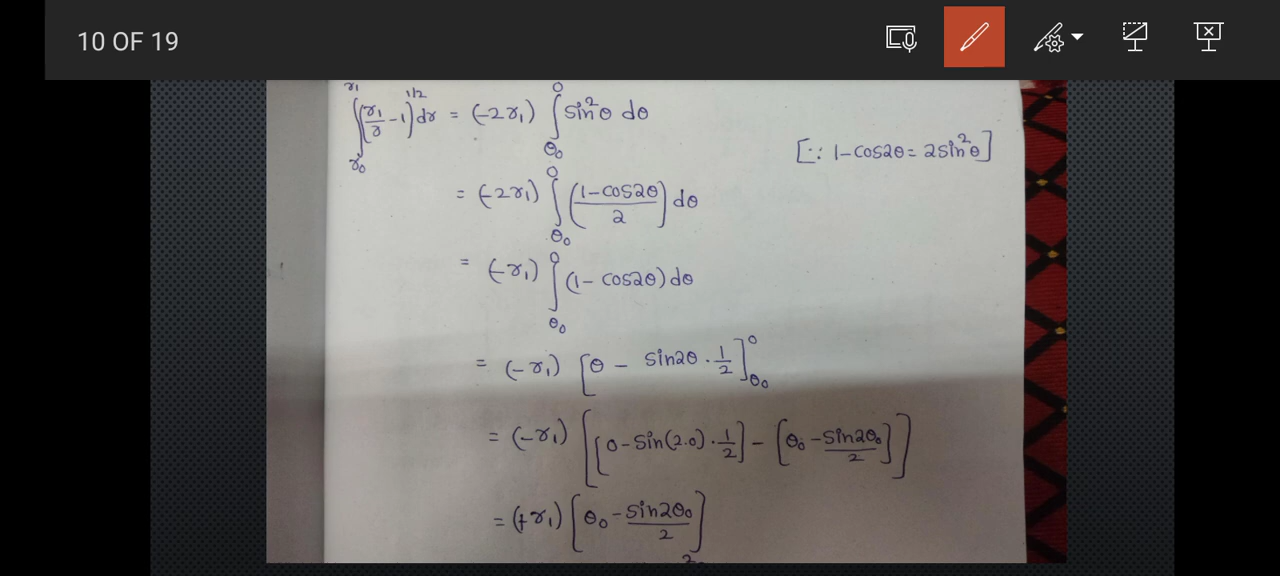 10 OF 19
∫_{r₀}^{r₁} (r₁/r - 1)^{1/2} dr = (-2r₁) ∫_{θ₀}^{0} sin²θ dθ
[∵ 1-cos2θ = 2sin²θ]
= (-2r₁) ∫_{θ₀}^{0} ((1-cos2θ)/2) dθ
= (-r₁) ∫_{θ₀}^{0} (1-cos2θ) dθ
= (-r₁) [θ - sin2θ · 1/2]_{θ₀}^{0}
= (-r₁) [[0 - sin(2.0) · 1/2] - [θ₀ - sin2θ₀/2]]
= (+r₁) [θ₀ - sin2θ₀/2]
2